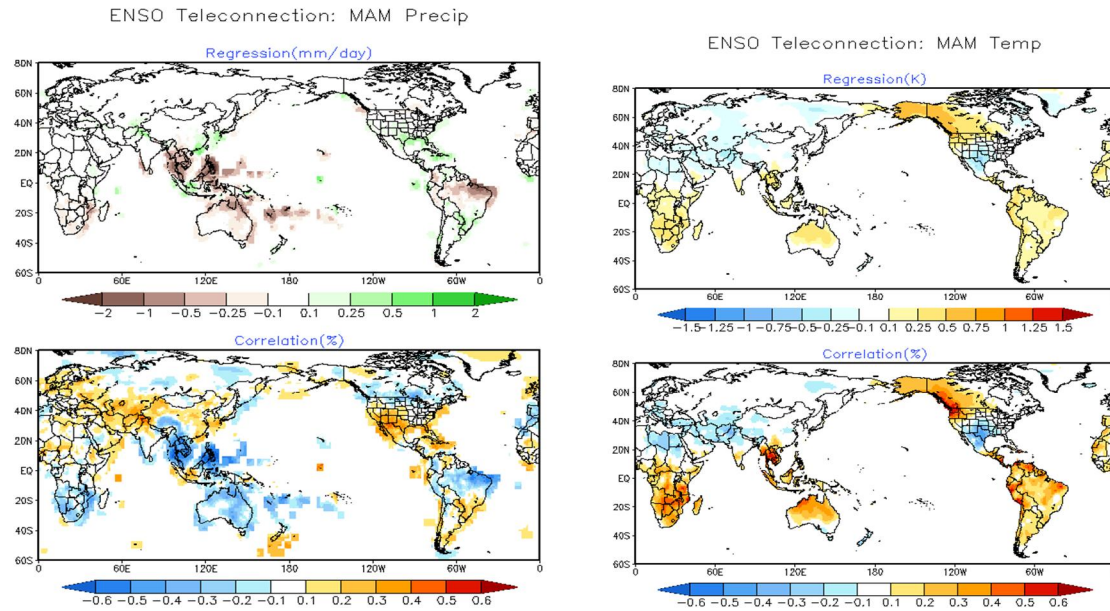 ENSO Teleconnection: MAM Precip
Regression(mm/day)
80N
60N
40N
20N
EQ
20S
40S
60S
0 60E 120E 180 120W 60W 0
−2 −1 −0.5 −0.25 −0.1 0.1 0.25 0.5 1 2
Correlation(%)
80N
60N
40N
20N
EQ
20S
40S
60S
0 60E 120E 180 120W 60W 0
−0.6 −0.5 −0.4 −0.3 −0.2 −0.1 0.1 0.2 0.3 0.4 0.5 0.6
ENSO Teleconnection: MAM Temp
Regression(K)
80N
60N
40N
20N
EQ
20S
40S
60S
0 60E 120E 180 120W 60W 0
−1.5 −1.25 −1 −0.75 −0.5 −0.25 −0.1 0.1 0.25 0.5 0.75 1 1.25 1.5
Correlation(%)
80N
60N
40N
20N
EQ
20S
40S
60S
0 60E 120E 180 120W 60W 0
−0.6 −0.5 −0.4 −0.3 −0.2 −0.1 0.1 0.2 0.3 0.4 0.5 0.6